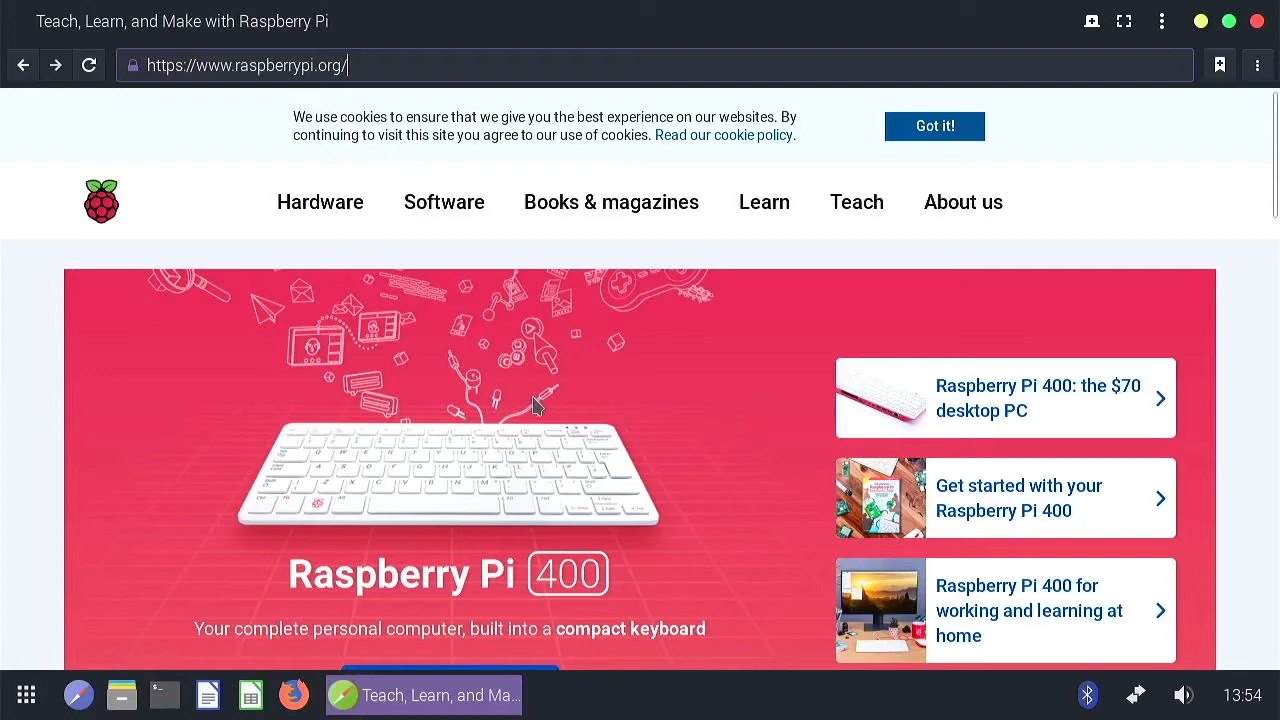 Teach, Learn, and Make with Raspberry Pi
https://www.raspberrypi.org/
We use cookies to ensure that we give you the best experience on our websites. By
continuing to visit this site you agree to our use of cookies. Read our cookie policy.
Got it!
Hardware
Software
Books & magazines
Learn
Teach
About us
Raspberry Pi 400: the $70
desktop PC
Get started with your
Raspberry Pi 400
Raspberry Pi 400 for
working and learning at
home
Raspberry Pi 400
Your complete personal computer, built into a compact keyboard
Teach, Learn, and Ma...
13:54